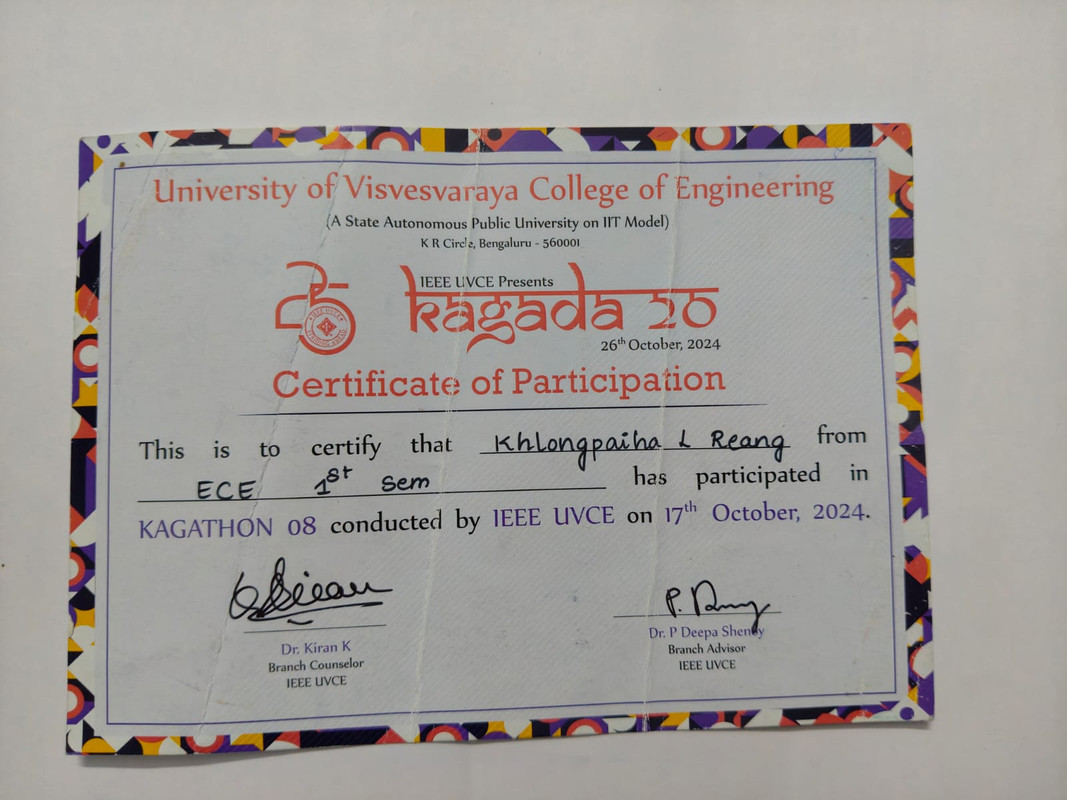 University of Visvesvaraya College of Engineering
(A State Autonomous Public University on IIT Model)
K R Circle, Bengaluru - 560001
IEEE UVCE Presents
kagada 20
26th October, 2024
Certificate of Participation
This is to certify that Khlongpaiha L Reang from
ECE 1st Sem has participated in
KAGATHON 08 conducted by IEEE UVCE on 17th October, 2024.
Dr. Kiran K
Branch Counselor
IEEE UVCE
P. Deepa Shenoy
Dr. P Deepa Shenoy
Branch Advisor
IEEE UVCE